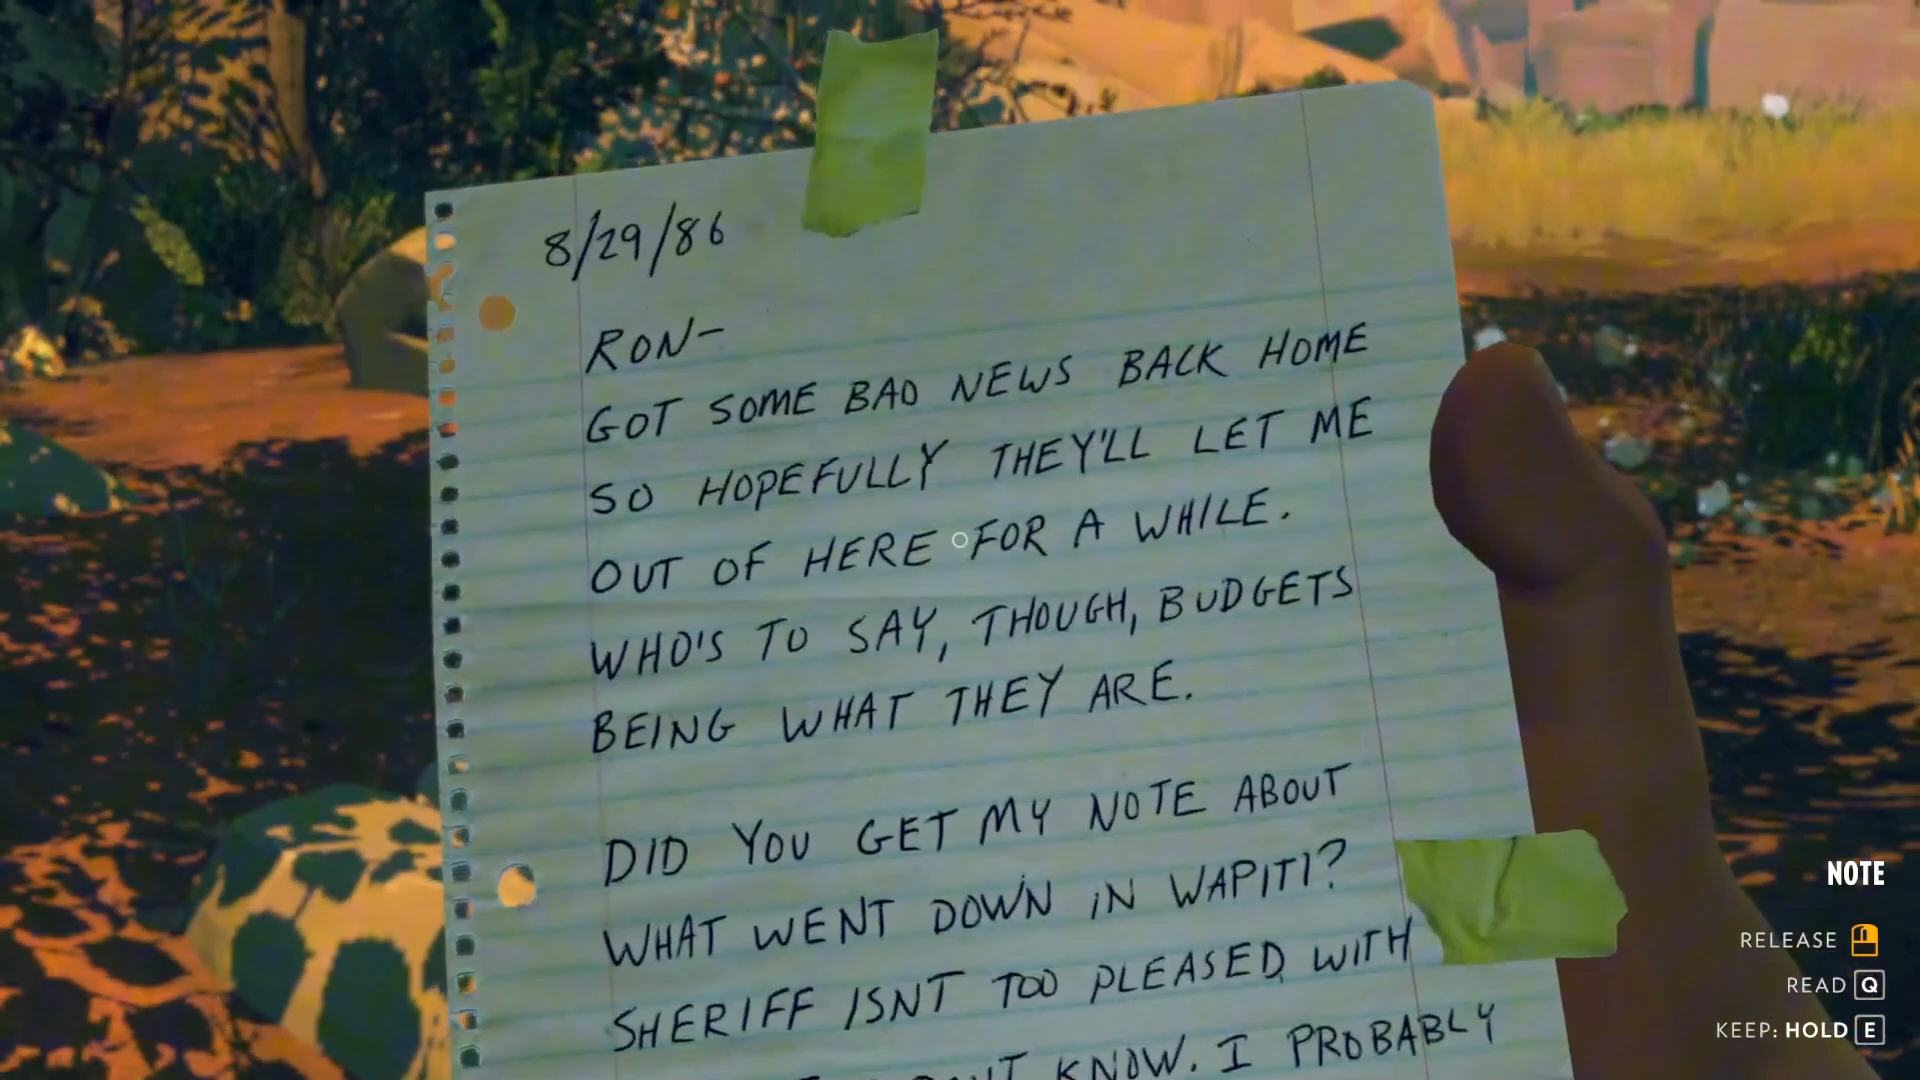 8/29/86
RON-
GOT SOME BAD NEWS BACK HOME
SO HOPEFULLY THEY'LL LET ME
OUT OF HERE FOR A WHILE.
WHO'S TO SAY, THOUGH, BUDGETS
BEING WHAT THEY ARE.
DID YOU GET MY NOTE ABOUT
WHAT WENT DOWN IN WAPITI?
SHERIFF ISNT TOO PLEASED WITH
KNOW. I PROBABLY
NOTE
RELEASE
READ Q
KEEP: HOLD E